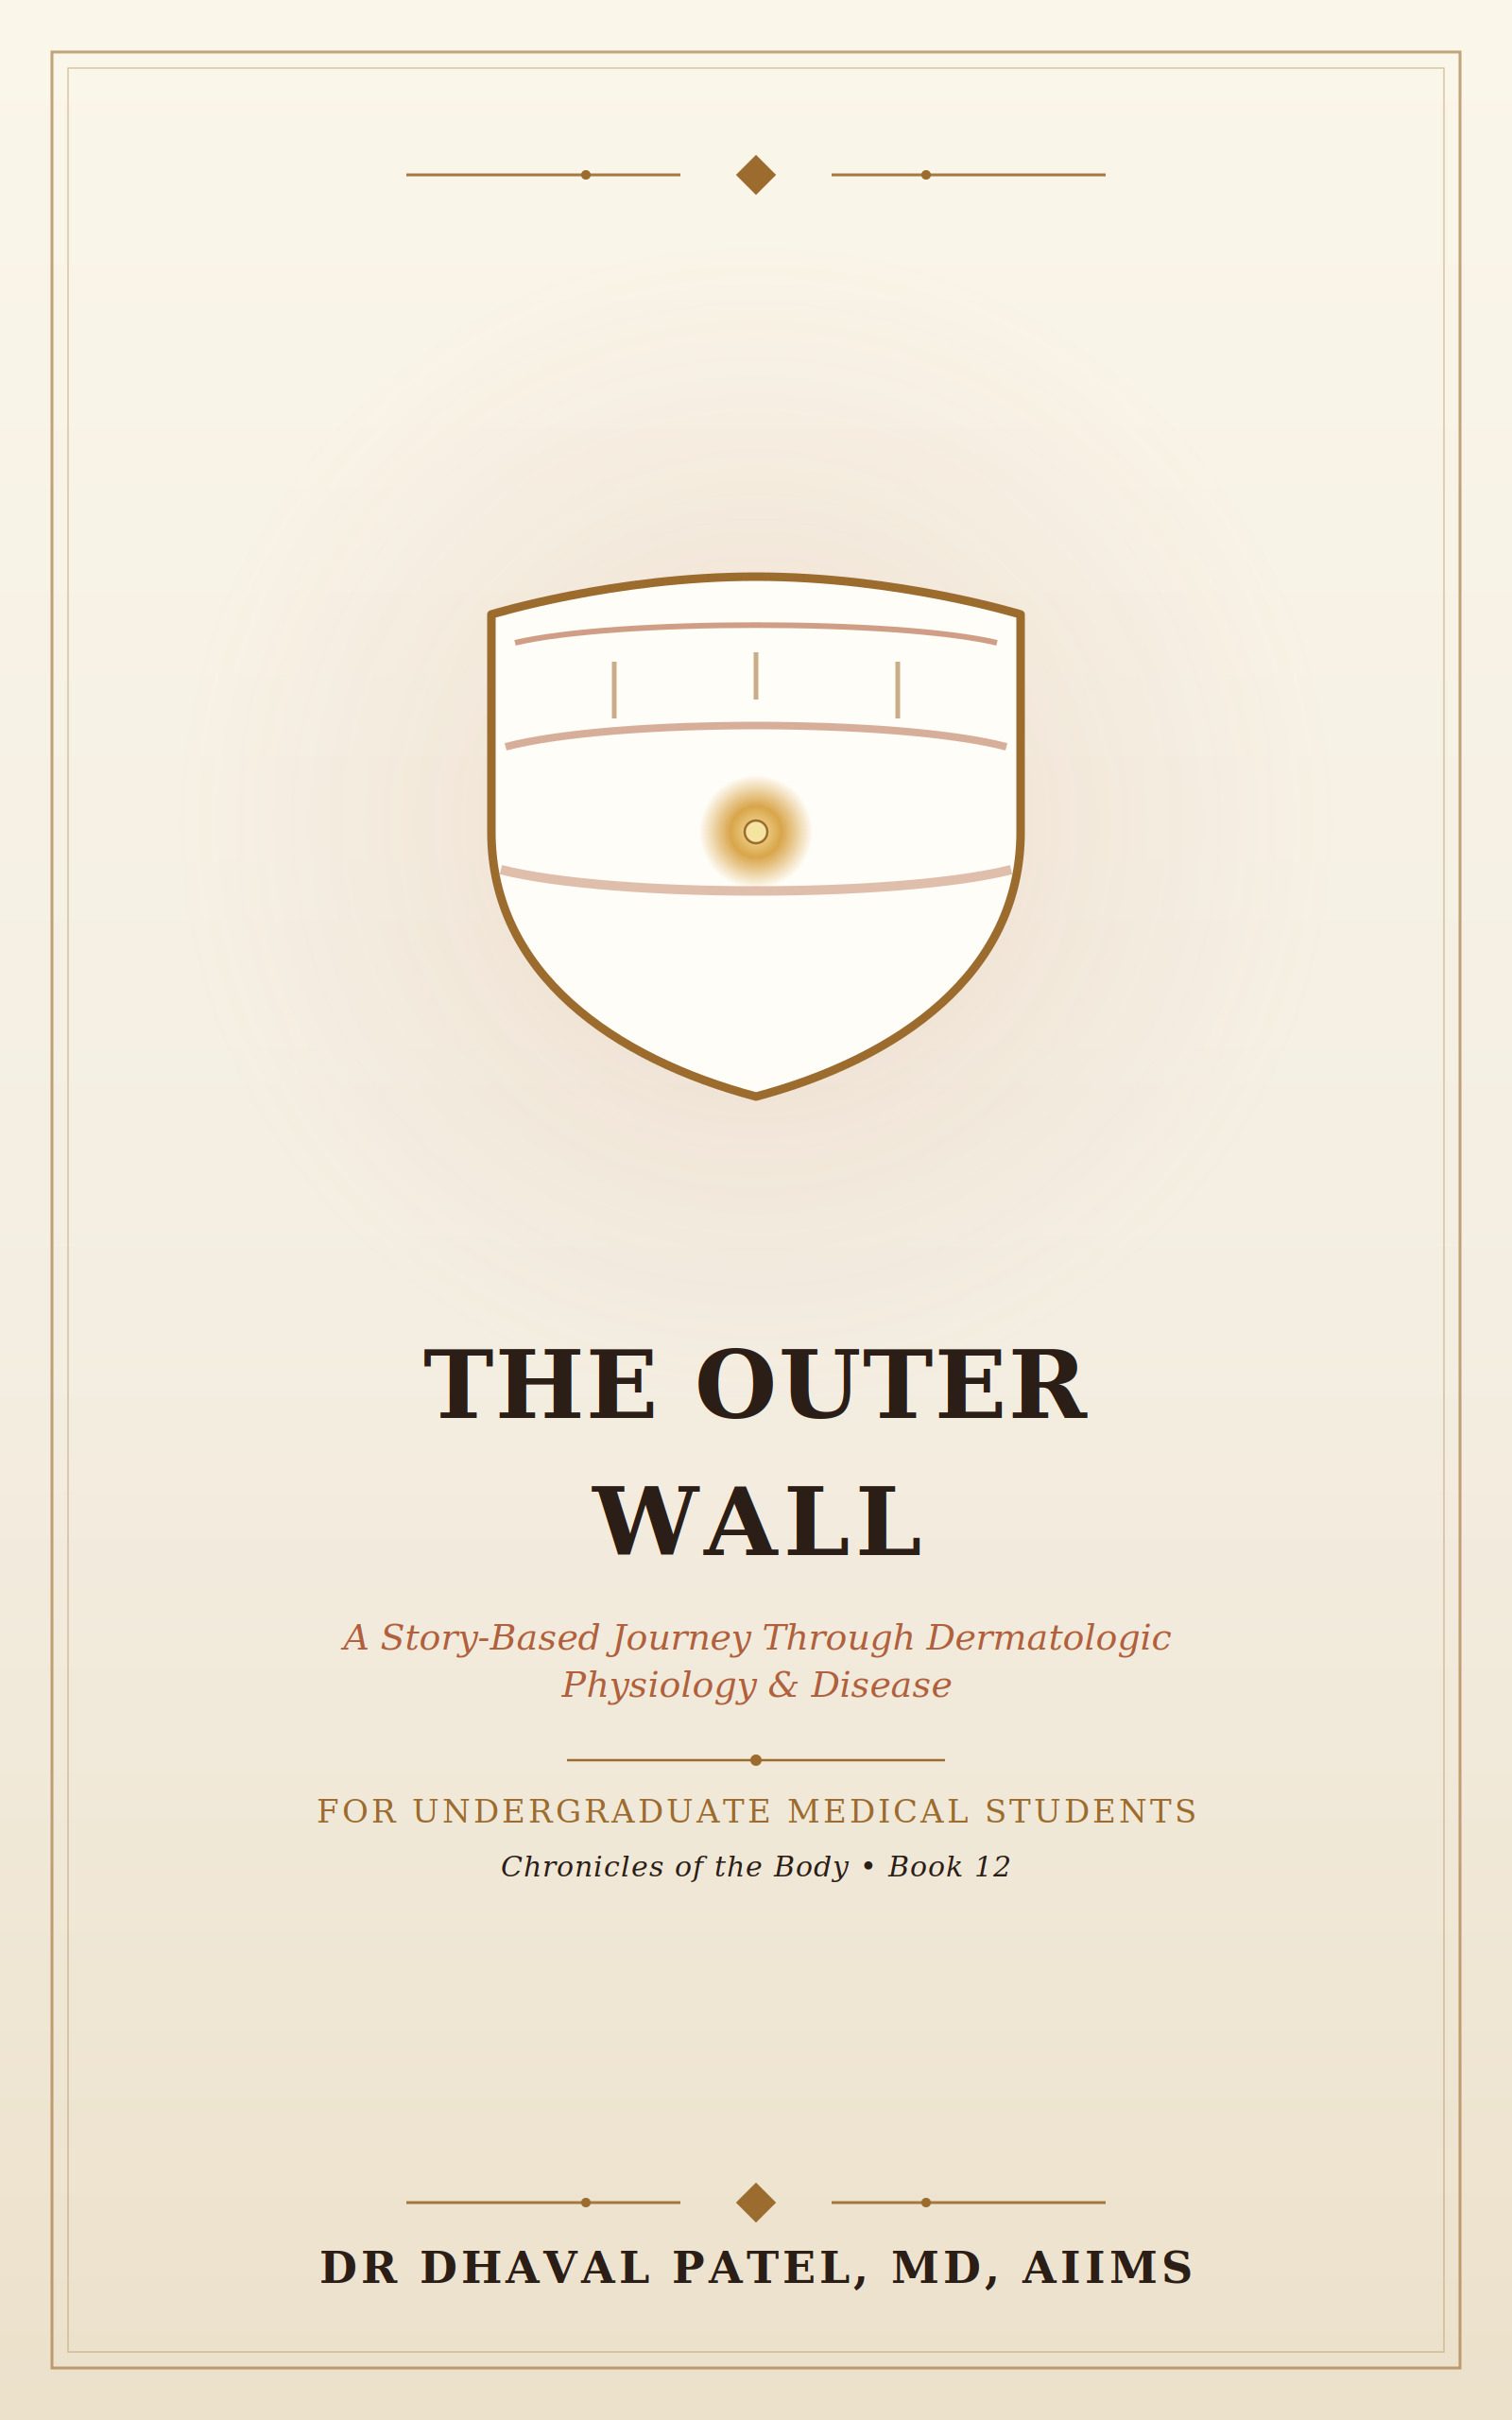 THE OUTER
WALL
A Story-Based Journey Through Dermatologic
Physiology & Disease
FOR UNDERGRADUATE MEDICAL STUDENTS
Chronicles of the Body • Book 12
DR DHAVAL PATEL, MD, AIIMS